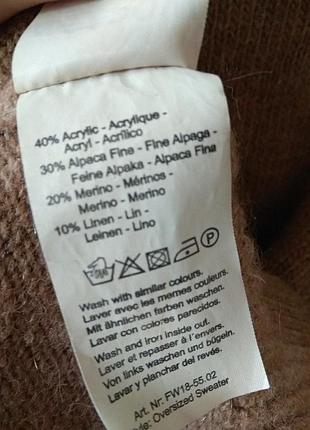 40% Acrylic - Acrylique -
Acryl - Acrílico
30% Alpaca Fine - Fine Alpaga -
Feine Alpaka - Alpaca Fine
20% Merino - Mérinos -
Merino - Merino
10% Linen - Lin -
Leinen - Lino
P
Wash with similar colours.
Laver avec les memes couleurs.
Mit ähnlichen farben waschen.
Lavar con colores parecidos.
Wash and iron inside out.
Laver et repasser à l'envers.
Von links waschen und bügeln.
Lavar y planchar del revés.
Art. Nr: FW18-55.02
Oversized Sweater